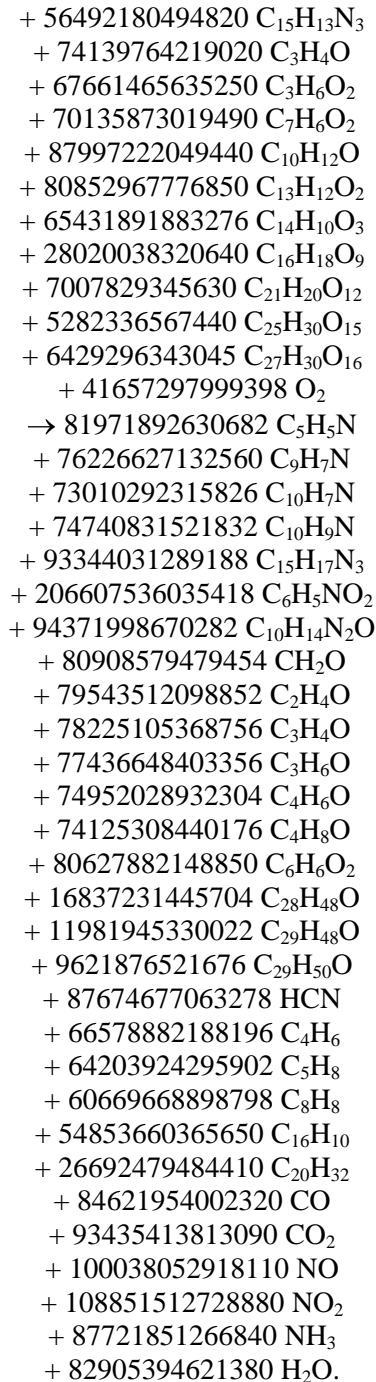 + 56492180494820 C₁₅H₁₃N₃
+ 74139764219020 C₃H₄O
+ 67661465635250 C₃H₆O₂
+ 70135873019490 C₇H₆O₂
+ 87997222049440 C₁₀H₁₂O
+ 80852967776850 C₁₃H₁₂O₂
+ 65431891883276 C₁₄H₁₀O₃
+ 28020038320640 C₁₆H₁₈O₉
+ 7007829345630 C₂₁H₂₀O₁₂
+ 5282336567440 C₂₅H₃₀O₁₅
+ 6429296343045 C₂₇H₃₀O₁₆
+ 41657297999398 O₂
→ 81971892630682 C₅H₅N
+ 76226627132560 C₉H₇N
+ 73010292315826 C₁₀H₇N
+ 74740831521832 C₁₀H₉N
+ 93344031289188 C₁₅H₁₇N₃
+ 206607536035418 C₆H₅NO₂
+ 94371998670282 C₁₀H₁₄N₂O
+ 80908579479454 CH₂O
+ 79543512098852 C₂H₄O
+ 78225105368756 C₃H₄O
+ 77436648403356 C₃H₆O
+ 74952028932304 C₄H₆O
+ 74125308440176 C₄H₈O
+ 80627882148850 C₆H₆O₂
+ 16837231445704 C₂₈H₄₈O
+ 11981945330022 C₂₉H₄₈O
+ 9621876521676 C₂₉H₅₀O
+ 87674677063278 HCN
+ 66578882188196 C₄H₆
+ 64203924295902 C₅H₈
+ 60669668898798 C₈H₈
+ 54853660365650 C₁₆H₁₀
+ 26692479484410 C₂₀H₃₂
+ 84621954002320 CO
+ 93435413813090 CO₂
+ 100038052918110 NO
+ 108851512728880 NO₂
+ 87721851266840 NH₃
+ 82905394621380 H₂O.